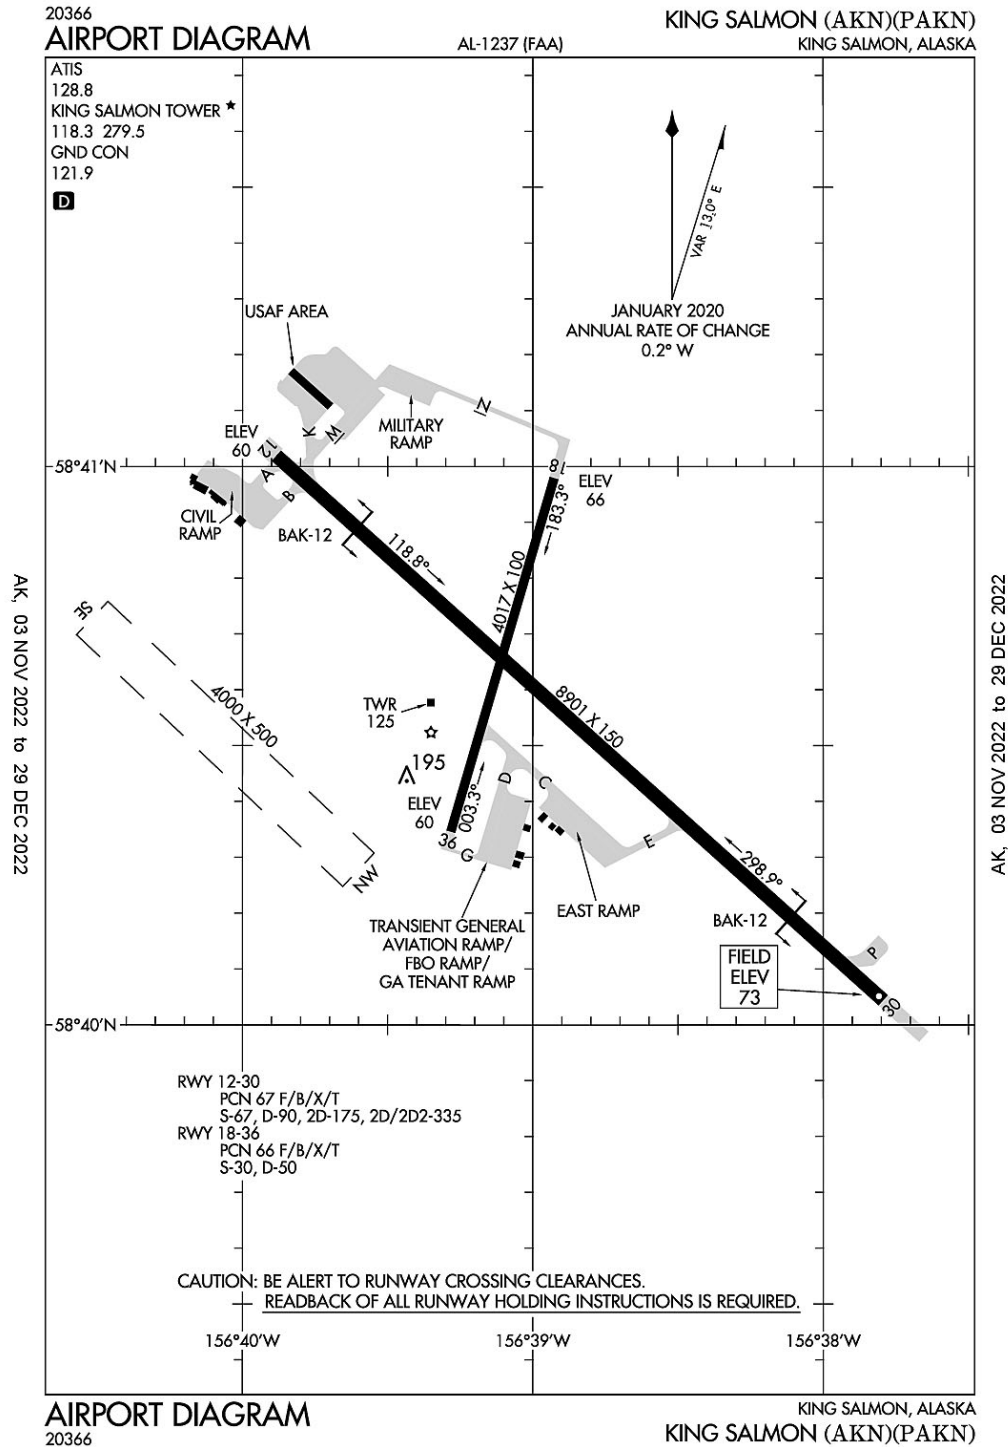 20366
AIRPORT DIAGRAM
AL-1237 (FAA)
KING SALMON (AKN)(PAKN)
KING SALMON, ALASKA
ATIS
128.8
KING SALMON TOWER ★
118.3 279.5
GND CON
121.9
D
VAR 13.0° E
JANUARY 2020
ANNUAL RATE OF CHANGE
0.2° W
USAF AREA
MILITARY
RAMP
IZ
K
M
ELEV
60
12
A
B
58°41'N
CIVIL
RAMP
BAK-12
118.8°
18
ELEV
66
183.3°
4017 X 100
SE
4000 X 500
NW
8901 X 150
TWR
125
195
ELEV
60
003.3°
36
G
D
C
E
298.9°
EAST RAMP
BAK-12
TRANSIENT GENERAL
AVIATION RAMP/
FBO RAMP/
GA TENANT RAMP
FIELD
ELEV
73
P
30
58°40'N
RWY 12-30
PCN 67 F/B/X/T
S-67, D-90, 2D-175, 2D/2D2-335
RWY 18-36
PCN 66 F/B/X/T
S-30, D-50
CAUTION: BE ALERT TO RUNWAY CROSSING CLEARANCES.
READBACK OF ALL RUNWAY HOLDING INSTRUCTIONS IS REQUIRED.
156°40'W
156°39'W
156°38'W
AK, 03 NOV 2022 to 29 DEC 2022
AK, 03 NOV 2022 to 29 DEC 2022
AIRPORT DIAGRAM
20366
KING SALMON, ALASKA
KING SALMON (AKN)(PAKN)